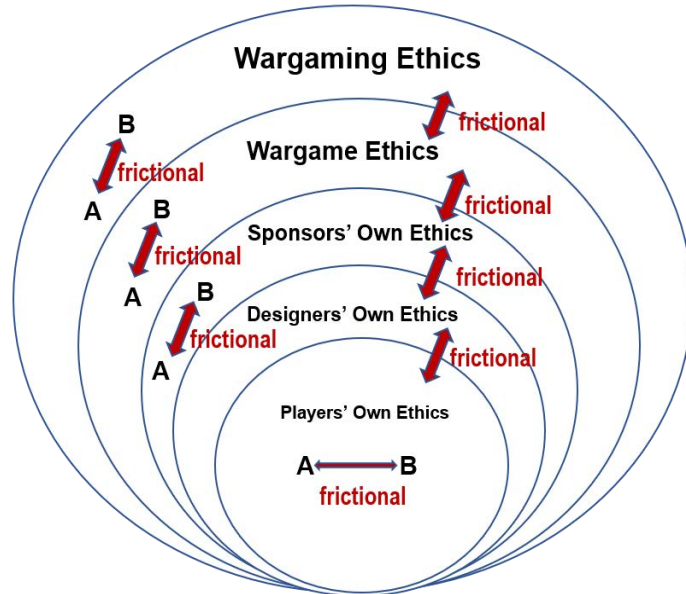 Wargaming Ethics
frictional
B
frictional
A
Wargame Ethics
frictional
B
frictional
A
Sponsors' Own Ethics
frictional
B
frictional
A
Designers' Own Ethics
frictional
Players' Own Ethics
A B
frictional